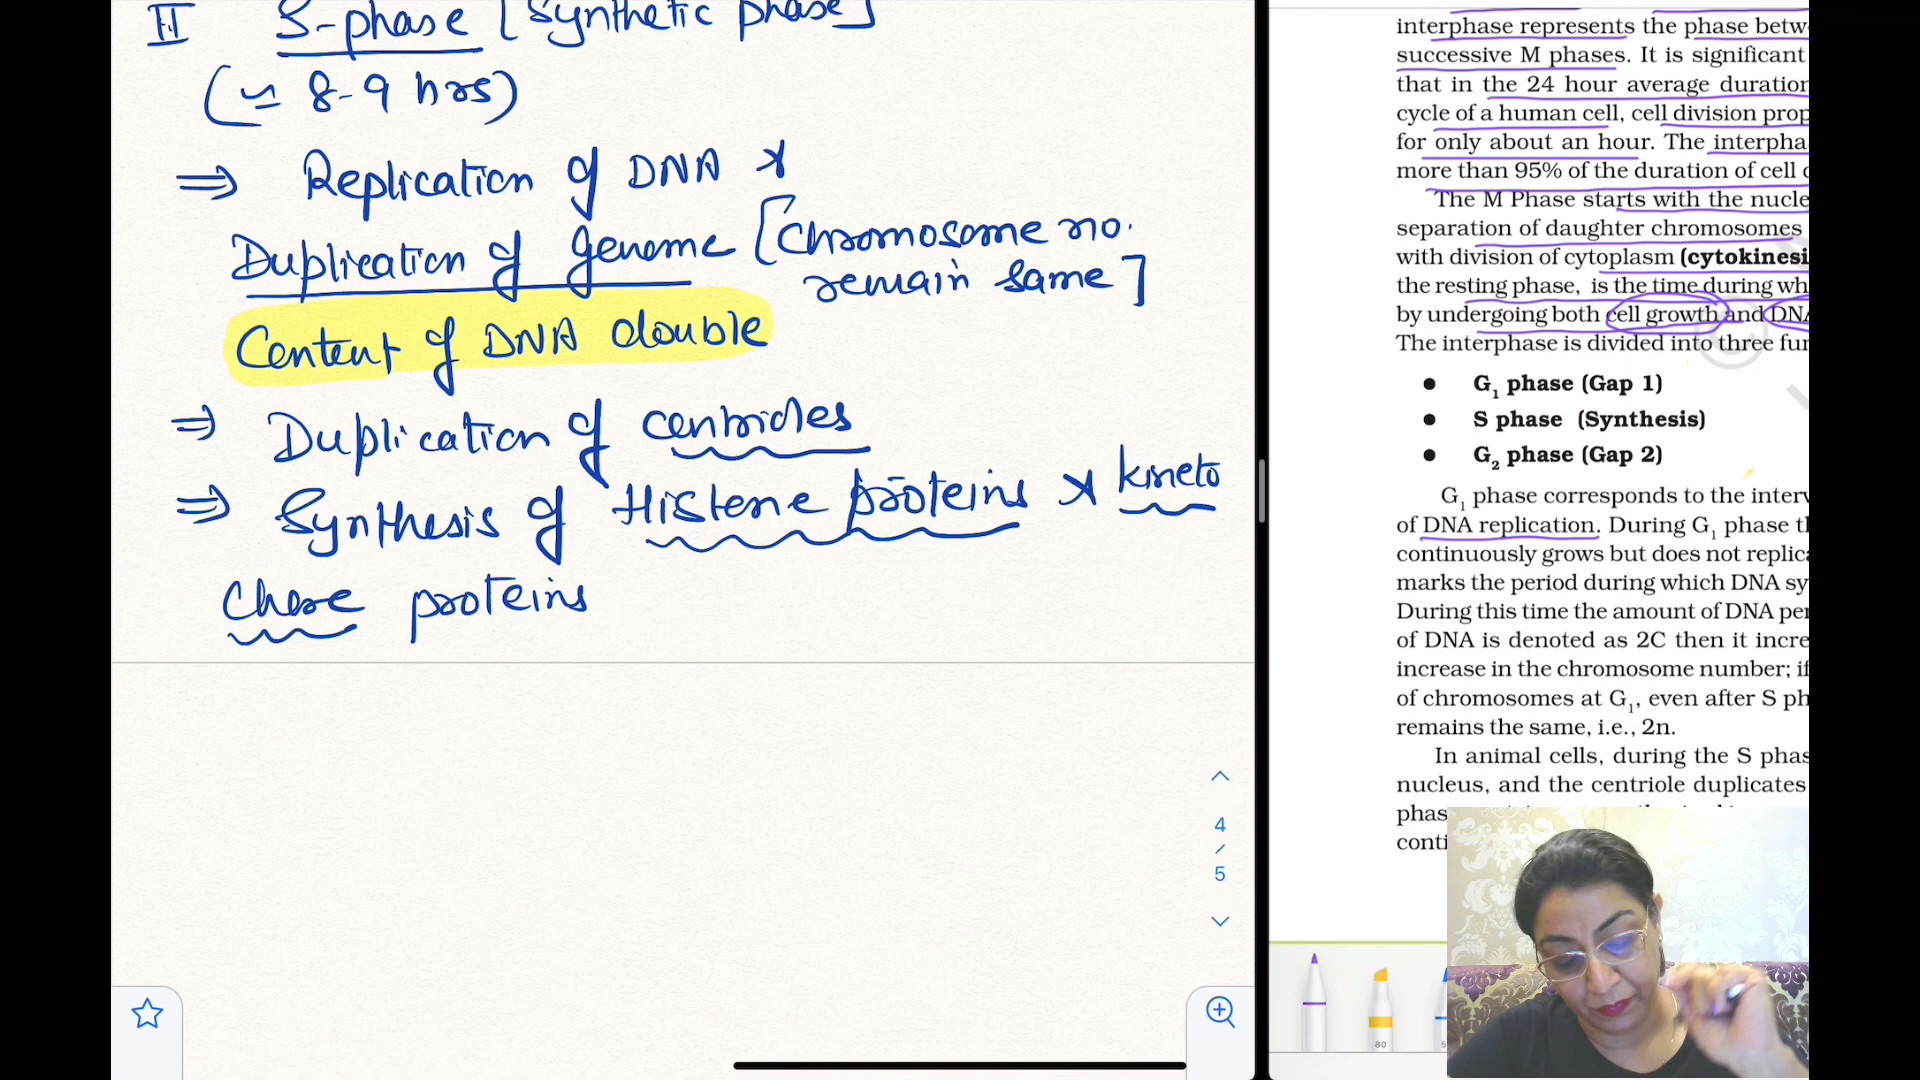 II S-phase [Synthetic phase]
(≃ 8-9 hrs)
⇒ Replication of DNA *
Duplication of genome [Chromosome no.
remain same]
Content of DNA double
⇒ Duplication of centrioles
⇒ Synthesis of Histone proteins * kineto
chore proteins
4
/
5
interphase represents the phase betw
successive M phases. It is significant
that in the 24 hour average duration
cycle of a human cell, cell division prop
for only about an hour. The interpha
more than 95% of the duration of cell c
The M Phase starts with the nucle
separation of daughter chromosomes
with division of cytoplasm (cytokinesi
the resting phase, is the time during wh
by undergoing both cell growth and DNA
The interphase is divided into three fun
● G₁ phase (Gap 1)
● S phase (Synthesis)
● G₂ phase (Gap 2)
G₁ phase corresponds to the interv
of DNA replication. During G₁ phase th
continuously grows but does not replica
marks the period during which DNA sy
During this time the amount of DNA per
of DNA is denoted as 2C then it incre
increase in the chromosome number; if
of chromosomes at G₁, even after S ph
remains the same, i.e., 2n.
In animal cells, during the S phas
nucleus, and the centriole duplicates
phas
conti
80
5